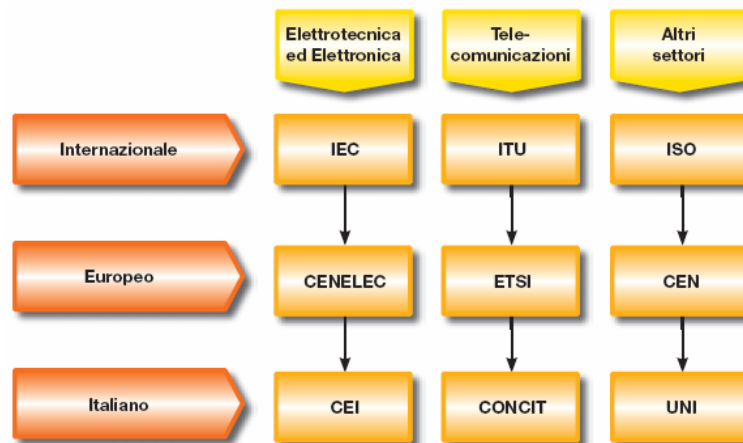 Elettrotecnica
ed Elettronica
Tele-
comunicazioni
Altri
settori
Internazionale
IEC
ITU
ISO
Europeo
CENELEC
ETSI
CEN
Italiano
CEI
CONCIT
UNI